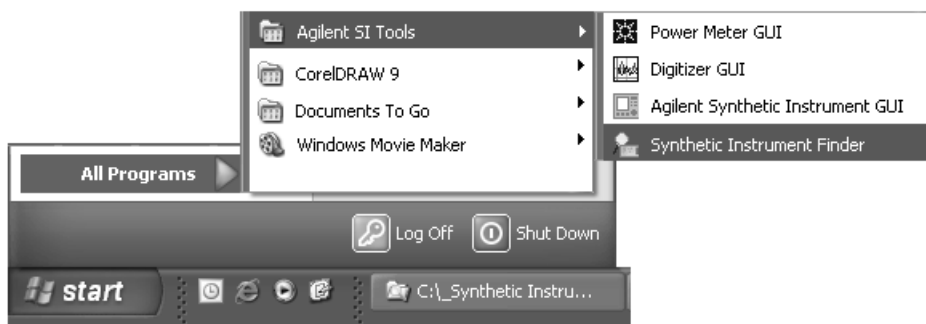 Agilent SI Tools
CorelDRAW 9
Documents To Go
Windows Movie Maker
Power Meter GUI
Digitizer GUI
Agilent Synthetic Instrument GUI
Synthetic Instrument Finder
All Programs
Log Off
Shut Down
start
C:\_Synthetic Instru...